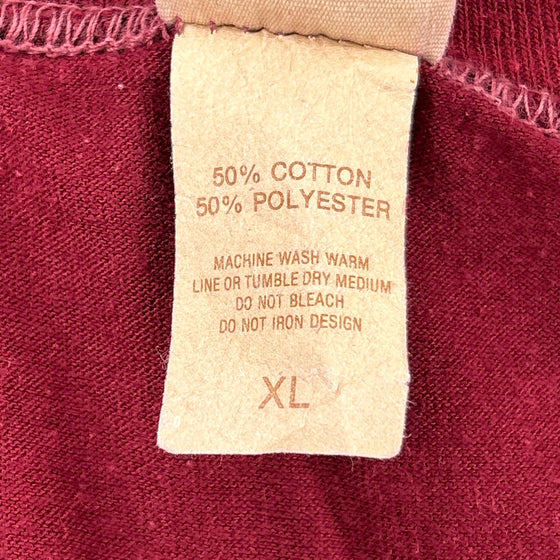 50% COTTON
50% POLYESTER
MACHINE WASH WARM
LINE OR TUMBLE DRY MEDIUM
DO NOT BLEACH
DO NOT IRON DESIGN
XL